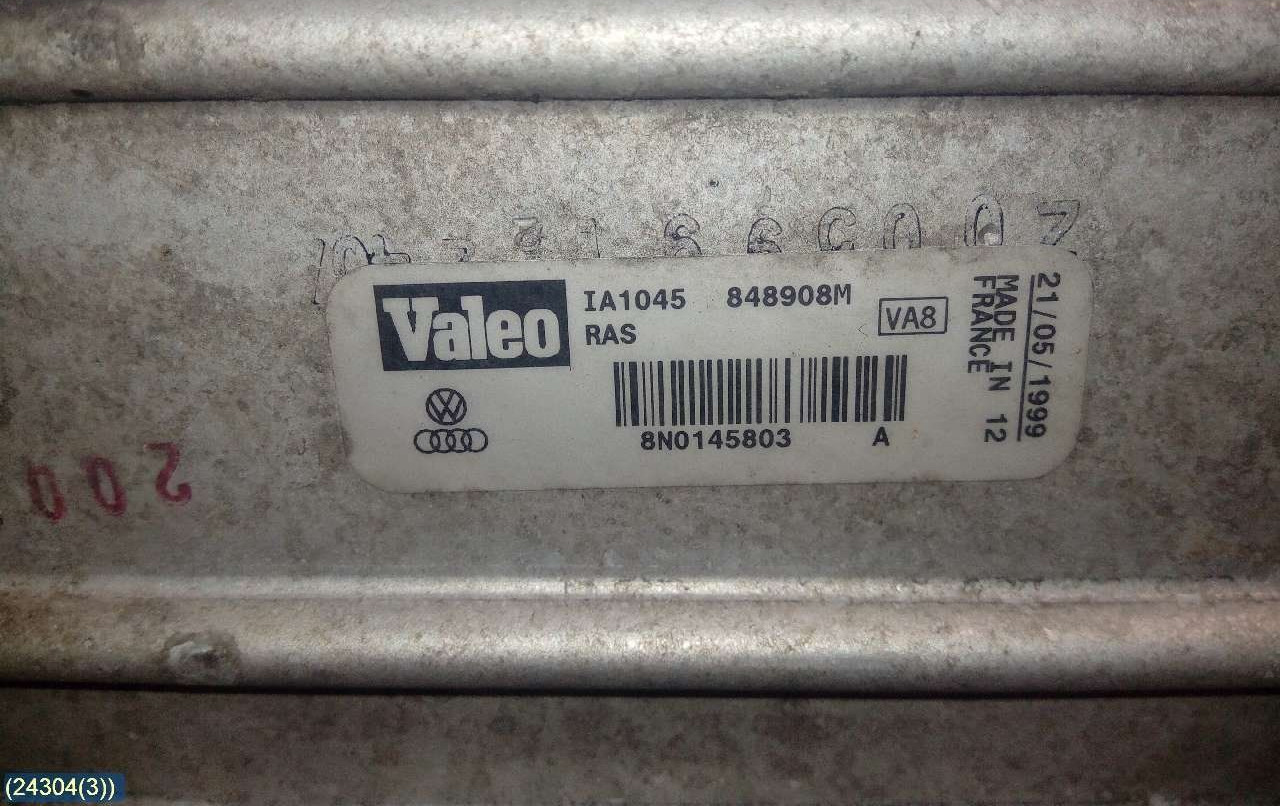 Valeo
IA1045 848908M
RAS
VA8
8N0145803 A
21/05/1999
MADE IN 12
FRANCE
200
(24304(3))